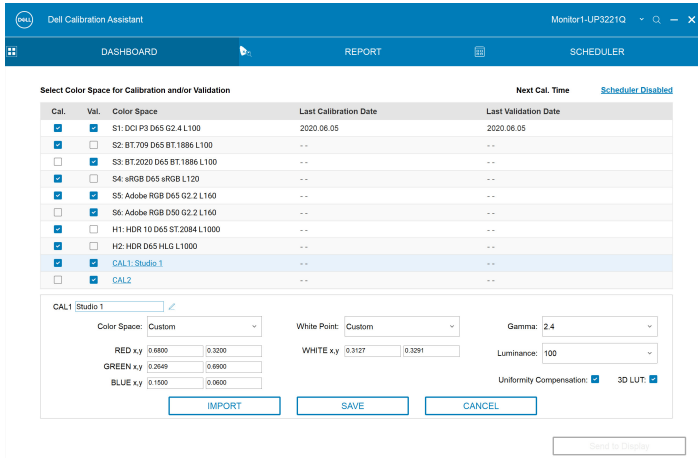 DELL Dell Calibration Assistant Monitor1-UP3221Q
DASHBOARD REPORT SCHEDULER
Select Color Space for Calibration and/or Validation Next Cal. Time Scheduler Disabled
Cal. Val. Color Space Last Calibration Date Last Validation Date
S1: DCI P3 D65 G2.4 L100 2020.06.05 2020.06.05
S2: BT.709 D65 BT.1886 L100 - - - -
S3: BT.2020 D65 BT.1886 L100 - - - -
S4: sRGB D65 sRGB L120 - - - -
S5: Adobe RGB D65 G2.2 L160 - - - -
S6: Adobe RGB D50 G2.2 L160 - - - -
H1: HDR 10 D65 ST.2084 L1000 - - - -
H2: HDR D65 HLG L1000 - - - -
CAL1: Studio 1 - - - -
CAL2 - - - -
CAL1 Studio 1
Color Space: Custom White Point: Custom Gamma: 2.4
RED x,y 0.6800 0.3200 WHITE x,y 0.3127 0.3291 Luminance: 100
GREEN x,y 0.2649 0.6900
BLUE x,y 0.1500 0.0600 Uniformity Compensation: 3D LUT:
IMPORT SAVE CANCEL
Send to Display